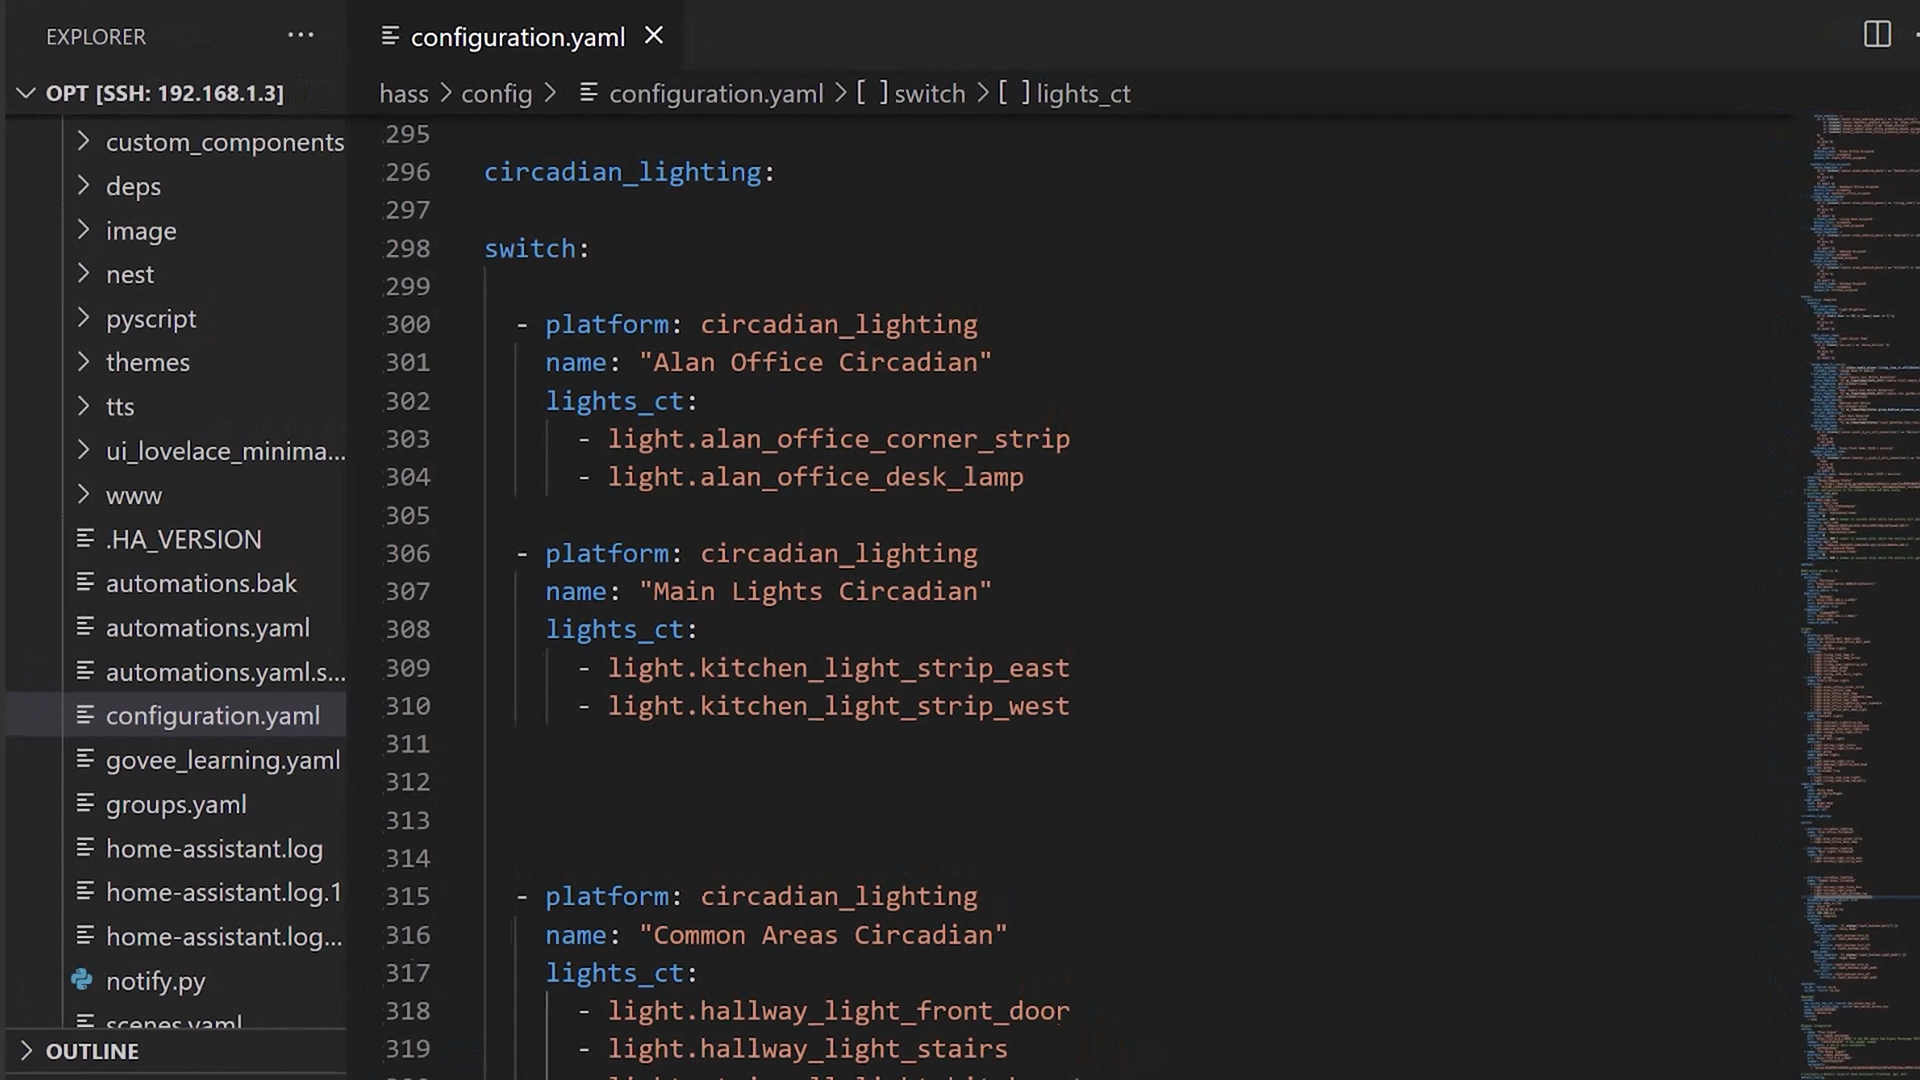 EXPLORER ...
configuration.yaml
OPT [SSH: 192.168.1.3]
hass > config > configuration.yaml > [ ] switch > [ ] lights_ct
custom_components
deps
image
nest
pyscript
themes
tts
ui_lovelace_minima...
www
.HA_VERSION
automations.bak
automations.yaml
automations.yaml.s...
configuration.yaml
govee_learning.yaml
groups.yaml
home-assistant.log
home-assistant.log.1
home-assistant.log...
notify.py
scenes.yaml
OUTLINE
295
296 circadian_lighting:
297
298 switch:
299
300 - platform: circadian_lighting
301 name: "Alan Office Circadian"
302 lights_ct:
303 - light.alan_office_corner_strip
304 - light.alan_office_desk_lamp
305
306 - platform: circadian_lighting
307 name: "Main Lights Circadian"
308 lights_ct:
309 - light.kitchen_light_strip_east
310 - light.kitchen_light_strip_west
311
312
313
314
315 - platform: circadian_lighting
316 name: "Common Areas Circadian"
317 lights_ct:
318 - light.hallway_light_front_door
319 - light.hallway_light_stairs